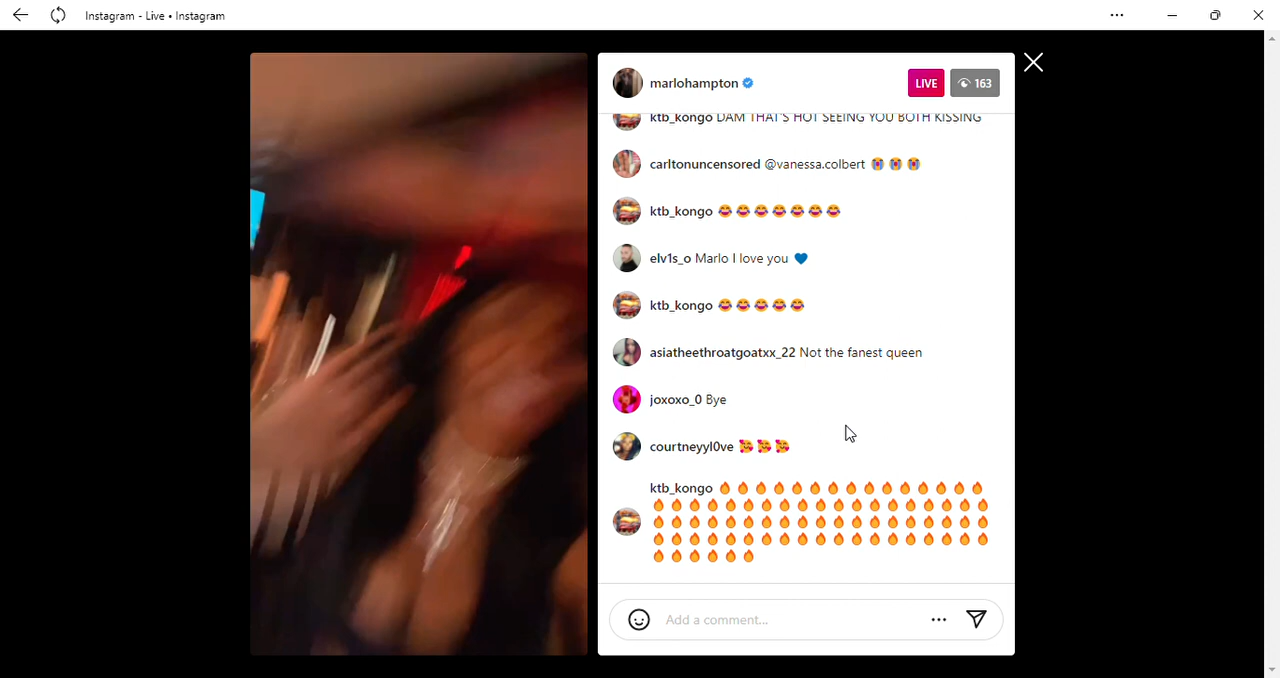 Instagram - Live • Instagram
marlohampton
LIVE
163
ktb_kongo DAM THAT'S HOT SEEING YOU BOTH KISSING
carltonuncensored @vanessa.colbert 😭😭😭
ktb_kongo 😂😂😂😂😂😂😂
elv1s_o Marlo I love you 💙
ktb_kongo 😂😂😂😂😂
asiatheethroatgoatxx_22 Not the fanest queen
joxoxo_0 Bye
courtneyyl0ve 🥰🥰🥰
ktb_kongo 🔥🔥🔥🔥🔥🔥🔥🔥🔥🔥🔥🔥🔥🔥🔥
🔥🔥🔥🔥🔥🔥🔥🔥🔥🔥🔥🔥🔥🔥🔥🔥🔥🔥🔥
🔥🔥🔥🔥🔥🔥🔥🔥🔥🔥🔥🔥🔥🔥🔥🔥🔥🔥🔥
🔥🔥🔥🔥🔥🔥🔥🔥🔥🔥🔥🔥🔥🔥🔥🔥🔥🔥🔥
🔥🔥🔥🔥🔥🔥
Add a comment...